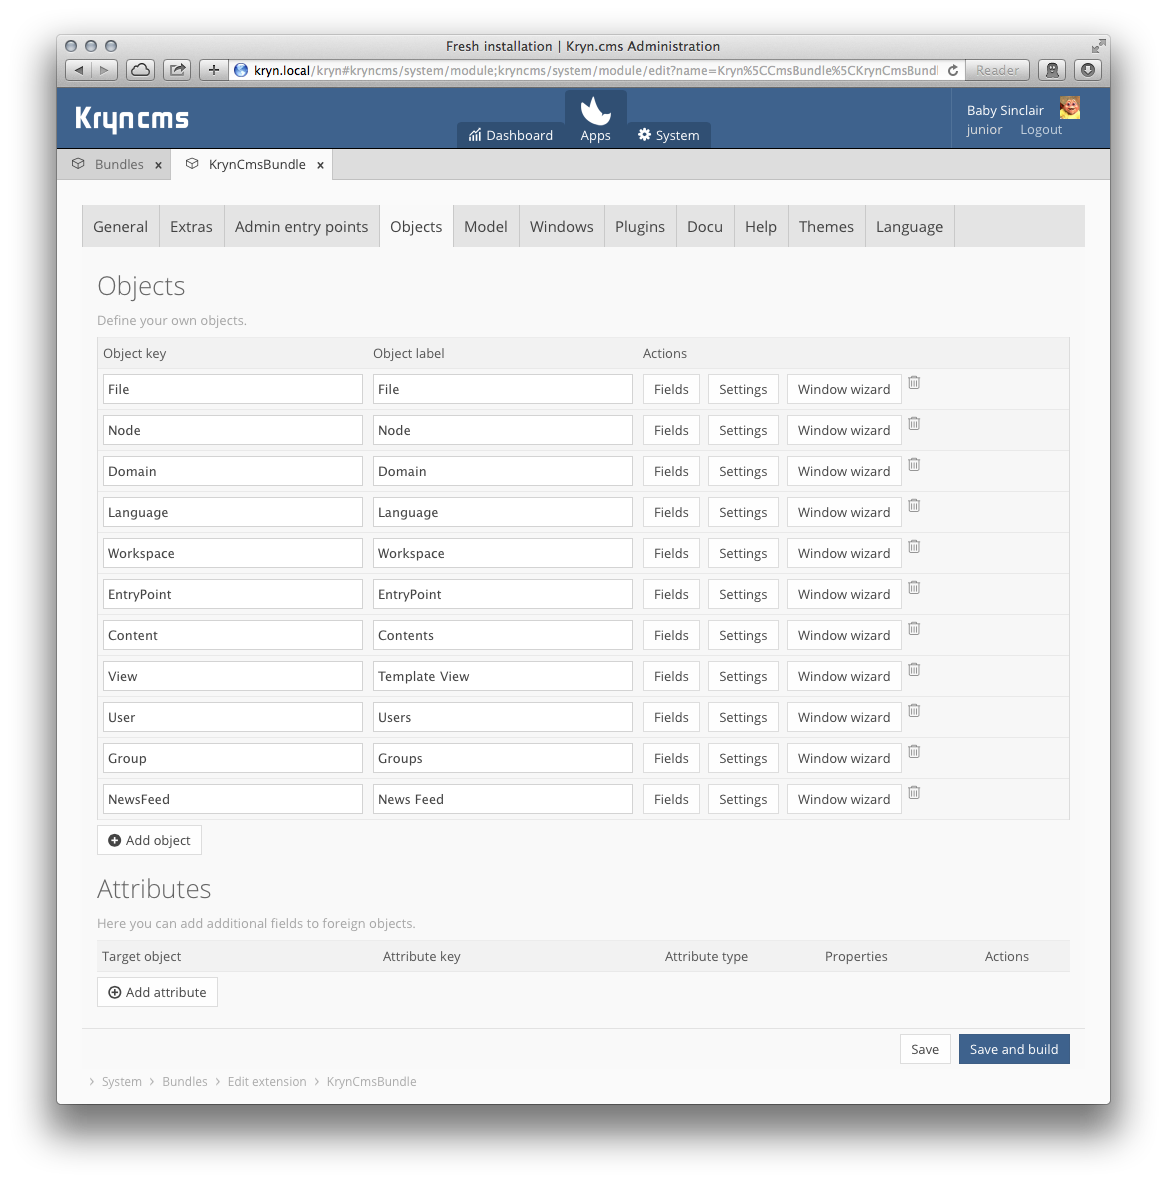 Fresh installation | Kryn.cms Administration
kryn.local/kryn#kryncms/system/module;kryncms/system/module/edit?name=Kryn%5CCmsBundle%5CKrynCmsBundl
Reader
Kryncms
Dashboard Apps System
Baby Sinclair
junior Logout
Bundles x KrynCmsBundle x
General Extras Admin entry points Objects Model Windows Plugins Docu Help Themes Language
Objects
Define your own objects.
Object key Object label Actions
File File Fields Settings Window wizard
Node Node Fields Settings Window wizard
Domain Domain Fields Settings Window wizard
Language Language Fields Settings Window wizard
Workspace Workspace Fields Settings Window wizard
EntryPoint EntryPoint Fields Settings Window wizard
Content Contents Fields Settings Window wizard
View Template View Fields Settings Window wizard
User Users Fields Settings Window wizard
Group Groups Fields Settings Window wizard
NewsFeed News Feed Fields Settings Window wizard
Add object
Attributes
Here you can add additional fields to foreign objects.
Target object Attribute key Attribute type Properties Actions
Add attribute
Save Save and build
› System › Bundles › Edit extension › KrynCmsBundle